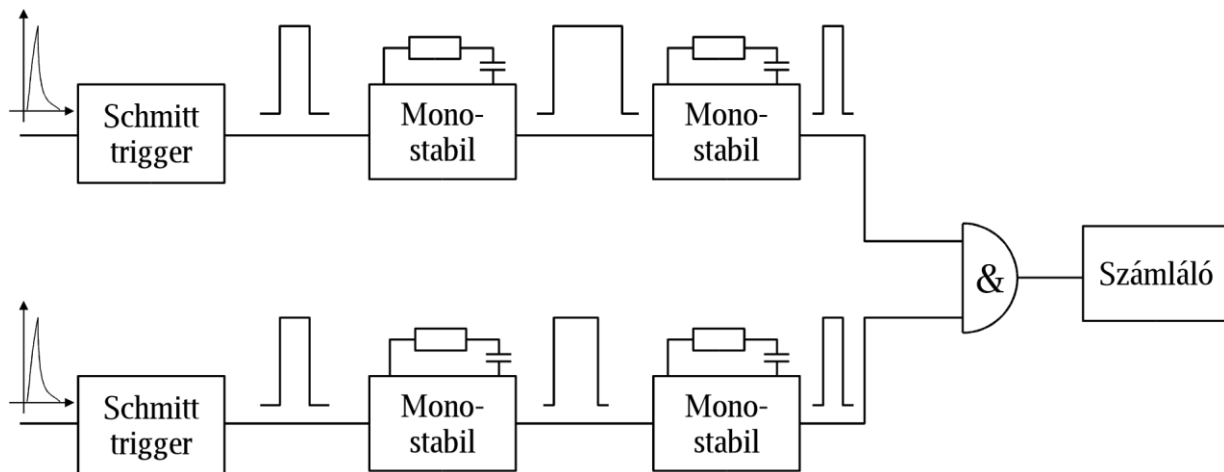 Schmitt
trigger
Mono-
stabil
Mono-
stabil
&
Számláló
Schmitt
trigger
Mono-
stabil
Mono-
stabil